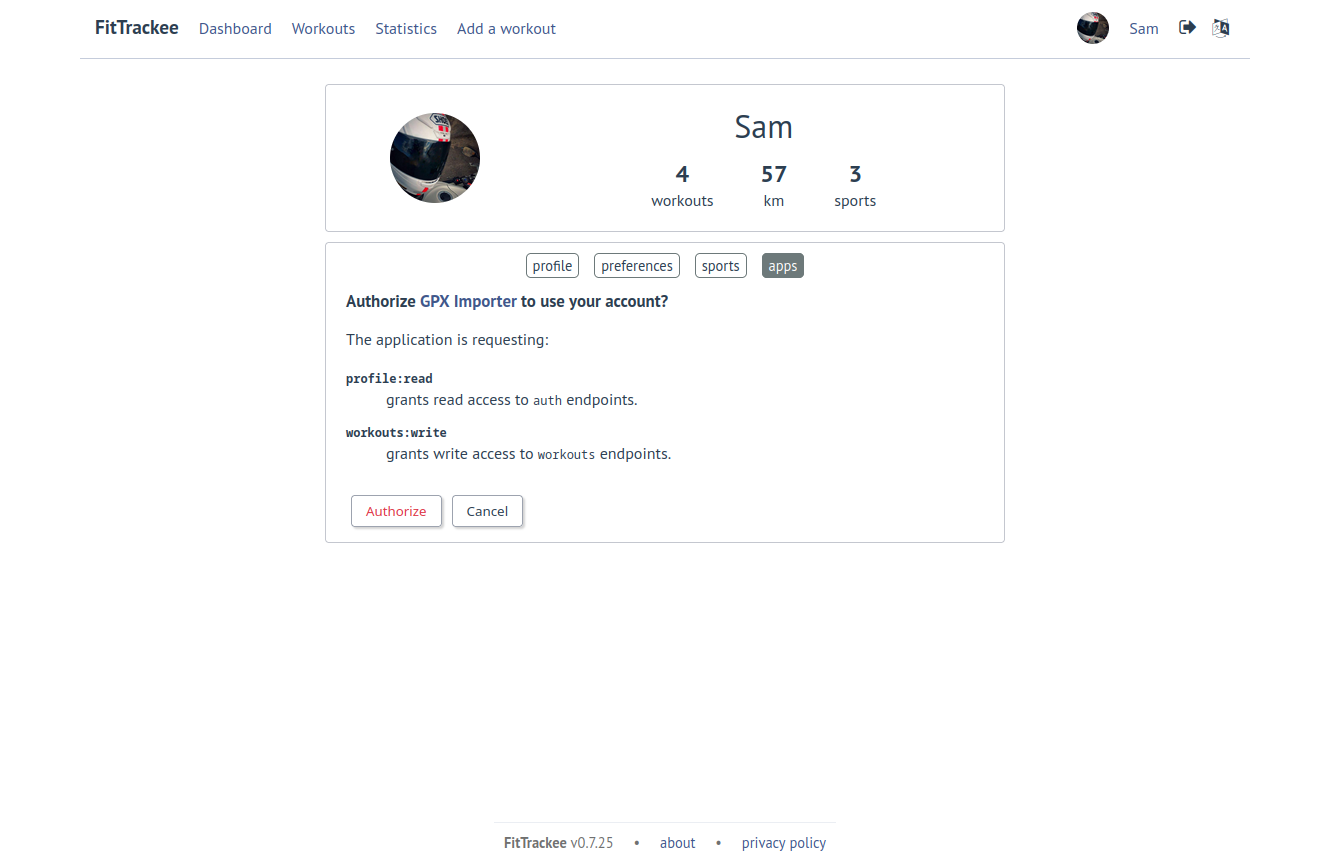 FitTrackee Dashboard Workouts Statistics Add a workout Sam
Sam
4 57 3
workouts km sports
profile preferences sports apps
Authorize GPX Importer to use your account?
The application is requesting:
profile:read
grants read access to auth endpoints.
workouts:write
grants write access to workouts endpoints.
Authorize Cancel
FitTrackee v0.7.25 • about • privacy policy